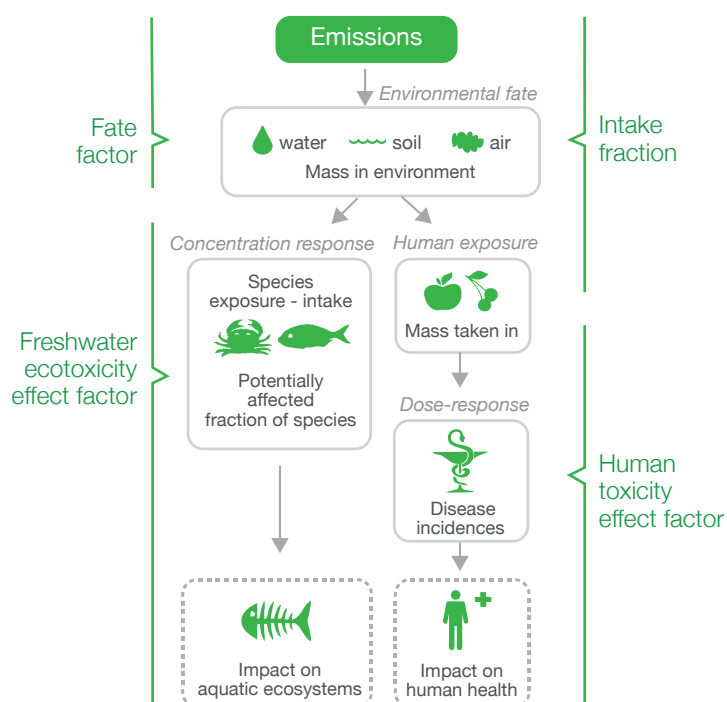 Emissions
Environmental fate
Fate
factor
water
soil
air
Mass in environment
Intake
fraction
Concentration response
Human exposure
Species
exposure - intake
Mass taken in
Freshwater
ecotoxicity
effect factor
Potentially
affected
fraction of species
Dose-response
Disease
incidences
Human
toxicity
effect factor
Impact on
aquatic ecosystems
Impact on
human health